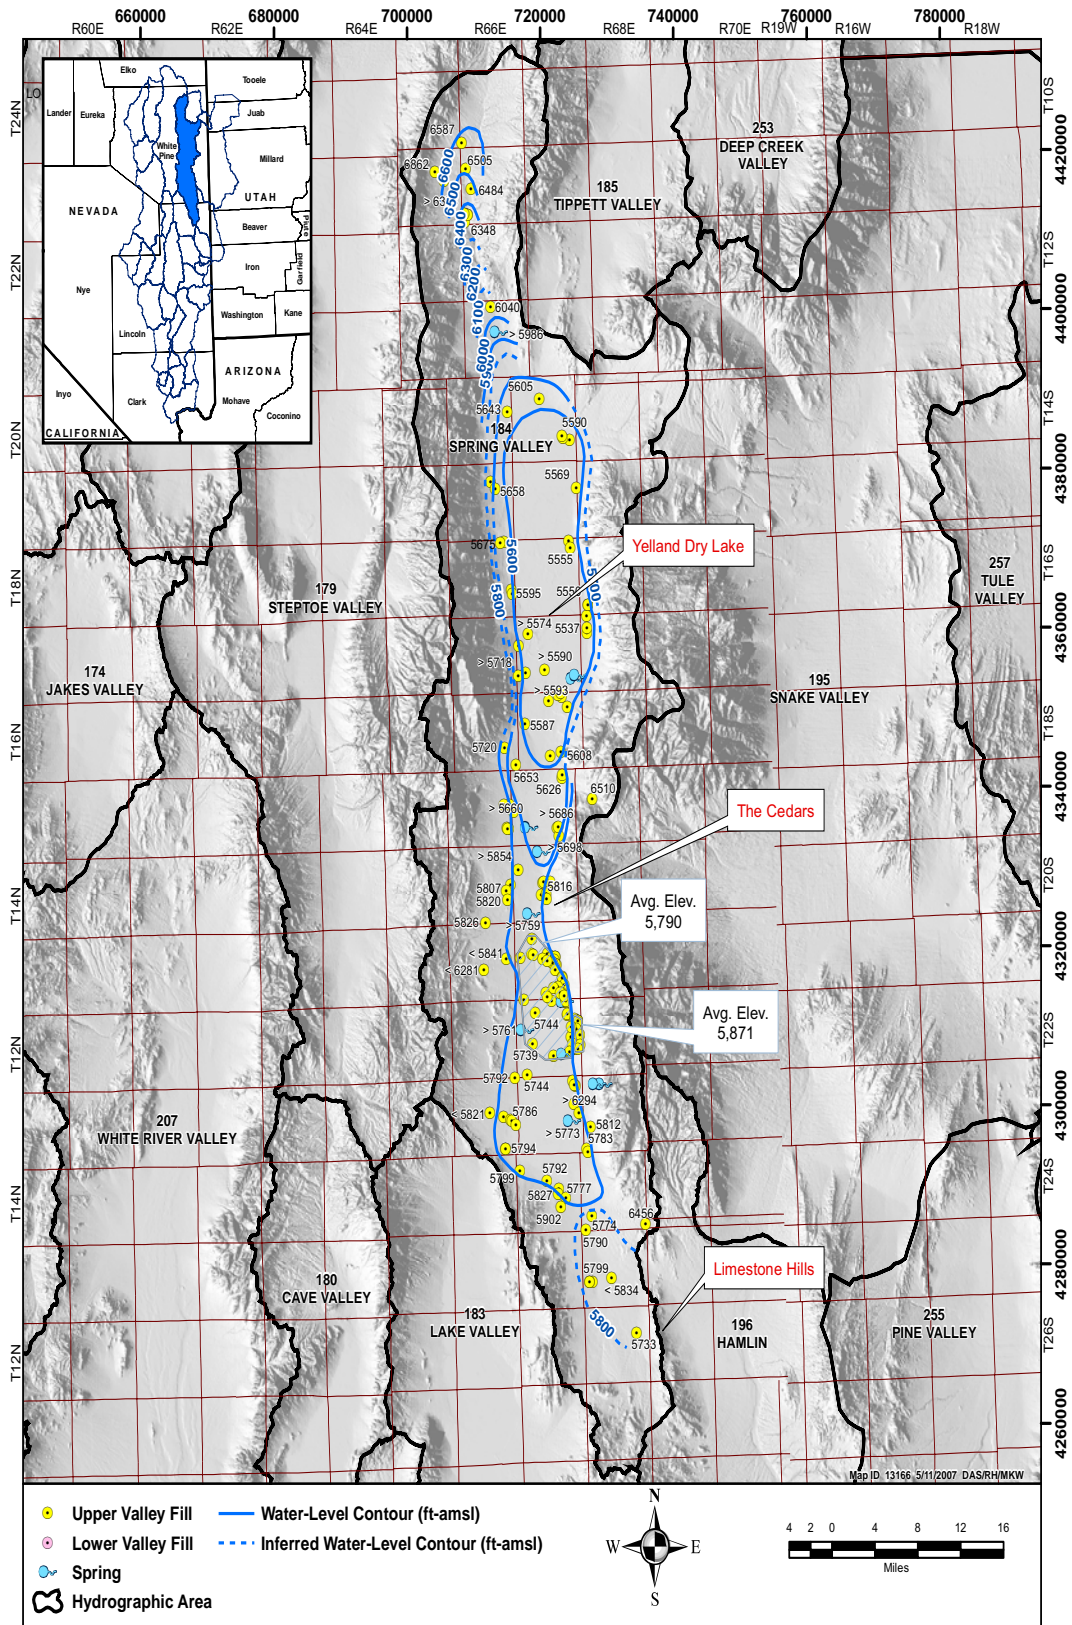 660000 680000 700000 720000 740000 760000 780000
R60E R62E R64E R66E R68E R70E R19W R16W R18W
T24N
T22N
T20N
T18N
T16N
T14N
T12N
T14N
T12N
T10S
T12S
T14S
T16S
T18S
T20S
T22S
T24S
T26S
4420000
4400000
4380000
4360000
4340000
4320000
4300000
4280000
4260000
LO
Elko
Tooele
Lander
Eureka
Juab
White
Pine
Millard
UTAH
NEVADA
Beaver
Piute
Iron
Garfield
Nye
Washington
Kane
Lincoln
ARIZONA
Inyo
Clark
Mohave
Coconino
CALIFORNIA
253
DEEP CREEK
VALLEY
185
TIPPETT VALLEY
184
SPRING VALLEY
257
TULE
VALLEY
179
STEPTOE VALLEY
174
JAKES VALLEY
195
SNAKE VALLEY
207
WHITE RIVER VALLEY
180
CAVE VALLEY
183
LAKE VALLEY
196
HAMLIN
255
PINE VALLEY
6587
6862
6505
6484
6348
6600
6500
6400
6300
6200
6100
6000
6040
> 5986
5605
5643
5590
5569
5658
5675
5600
5555
5800
5595
> 5574
5537
> 5718
> 5590
> 5593
5587
5720
5608
5653
5626
6510
> 5660
> 5686
> 5698
> 5854
5807
5816
5820
5826
> 5759
< 5841
< 6281
5744
> 5761
5739
5792
5744
> 6294
< 5821
5786
5812
> 5773
5783
5794
5792
5799
5777
5827
5902
5774
6456
5790
5799
< 5834
5800
5733
Yelland Dry Lake
The Cedars
Avg. Elev.
5,790
Avg. Elev.
5,871
Limestone Hills
Map ID 13166 5/11/2007 DAS/RH/MKW
Upper Valley Fill
Lower Valley Fill
Spring
Hydrographic Area
Water-Level Contour (ft-amsl)
Inferred Water-Level Contour (ft-amsl)
N
W E
S
4 2 0 4 8 12 16
Miles